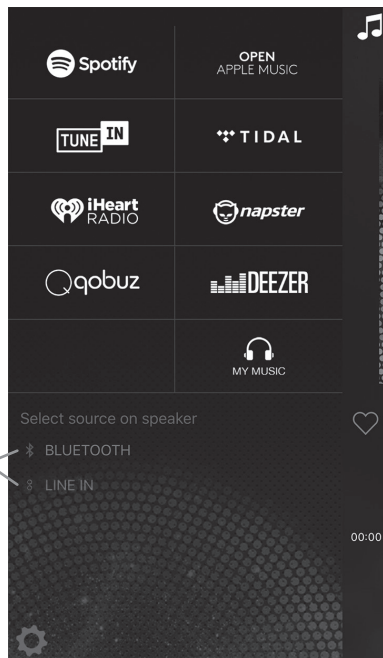 Spotify
OPEN
APPLE MUSIC
TUNE IN
TIDAL
iHeart
RADIO
napster
qobuz
DEEZER
MY MUSIC
Select source on speaker
BLUETOOTH
LINE IN
00:00